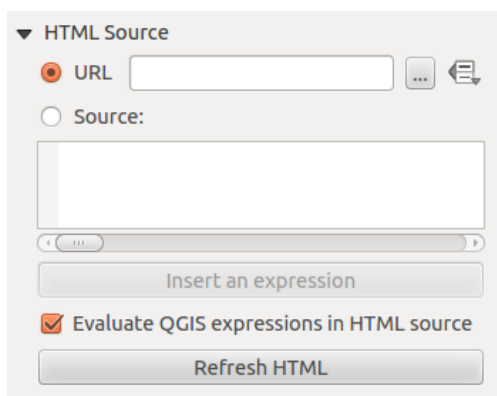 HTML Source
URL ...
Source:
Insert an expression
Evaluate QGIS expressions in HTML source
Refresh HTML